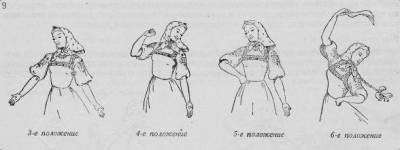 9
3-е положение
4-е положение
5-е положение
6-е положение